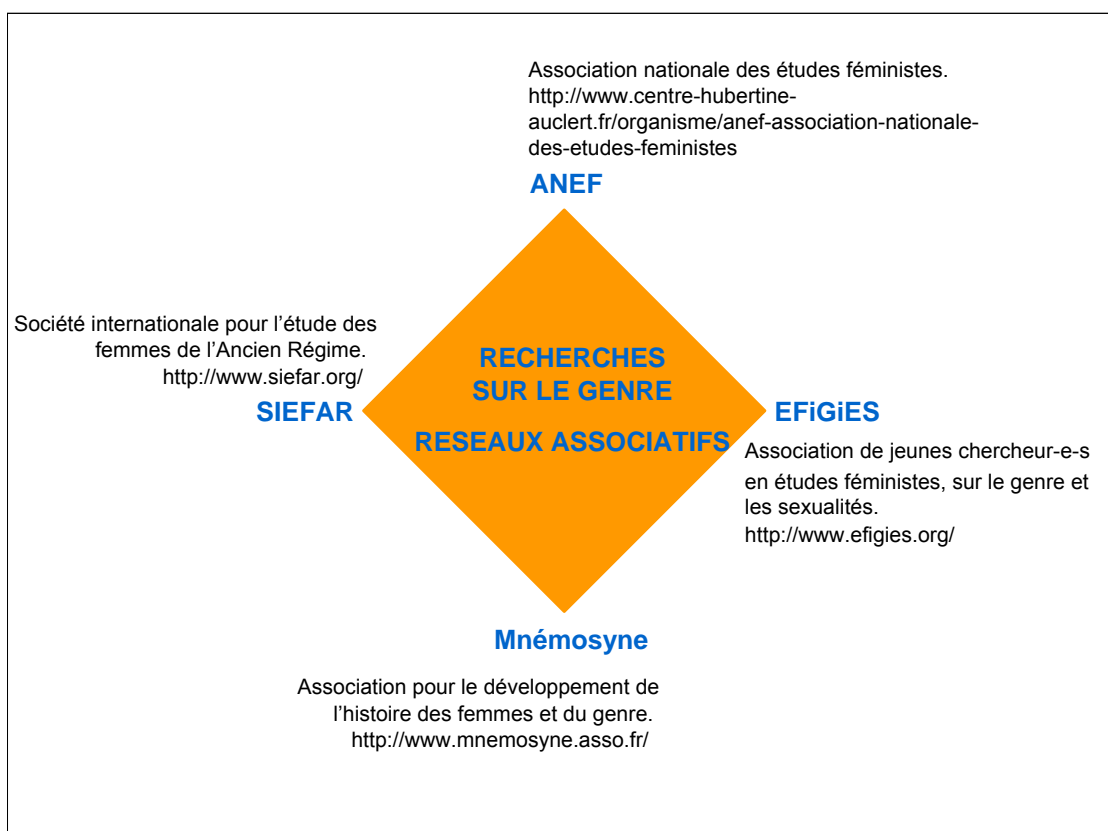 Association nationale des études féministes.
http://www.centre-hubertine-
auclert.fr/organisme/anef-association-nationale-
des-etudes-feministes
ANEF
Société internationale pour l’étude des
femmes de l’Ancien Régime.
http://www.siefar.org/
SIEFAR
RECHERCHES
SUR LE GENRE
RESEAUX ASSOCIATIFS
EFiGiES
Association de jeunes chercheur-e-s
en études féministes, sur le genre et
les sexualités.
http://www.efigies.org/
Mnémosyne
Association pour le développement de
l’histoire des femmes et du genre.
http://www.mnemosyne.asso.fr/